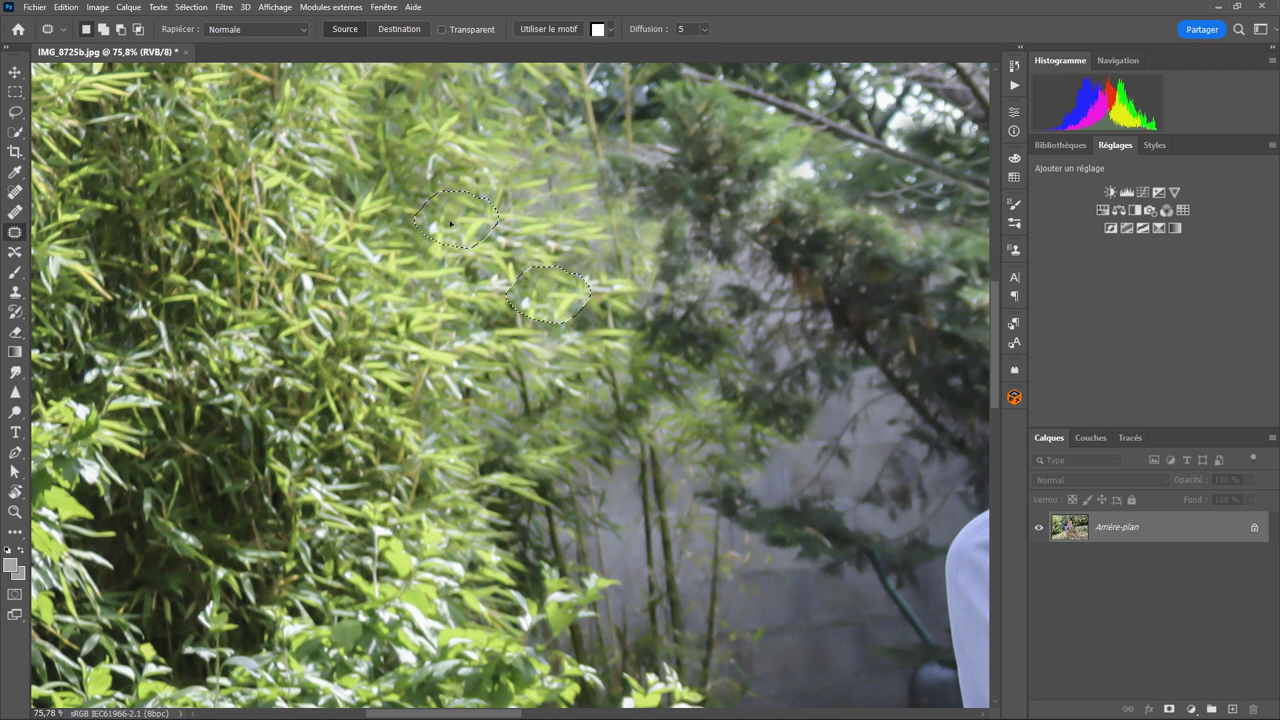 Ps Fichier Edition Image Calque Texte Sélection Filtre 3D Affichage Modules externes Fenêtre Aide
Rapiécer : Normale Source Destination Transparent Utiliser le motif Diffusion : 5 Partager
IMG_8725b.jpg @ 75,8% (RVB/8) * ×
Histogramme Navigation
Bibliothèques Réglages Styles
Ajouter un réglage
Calques Couches Tracés
Type
Normal Opacité : 100 %
Verrou : Fond : 100 %
Arrière-plan
75,78 % sRGB IEC61966-2.1 (8bpc)